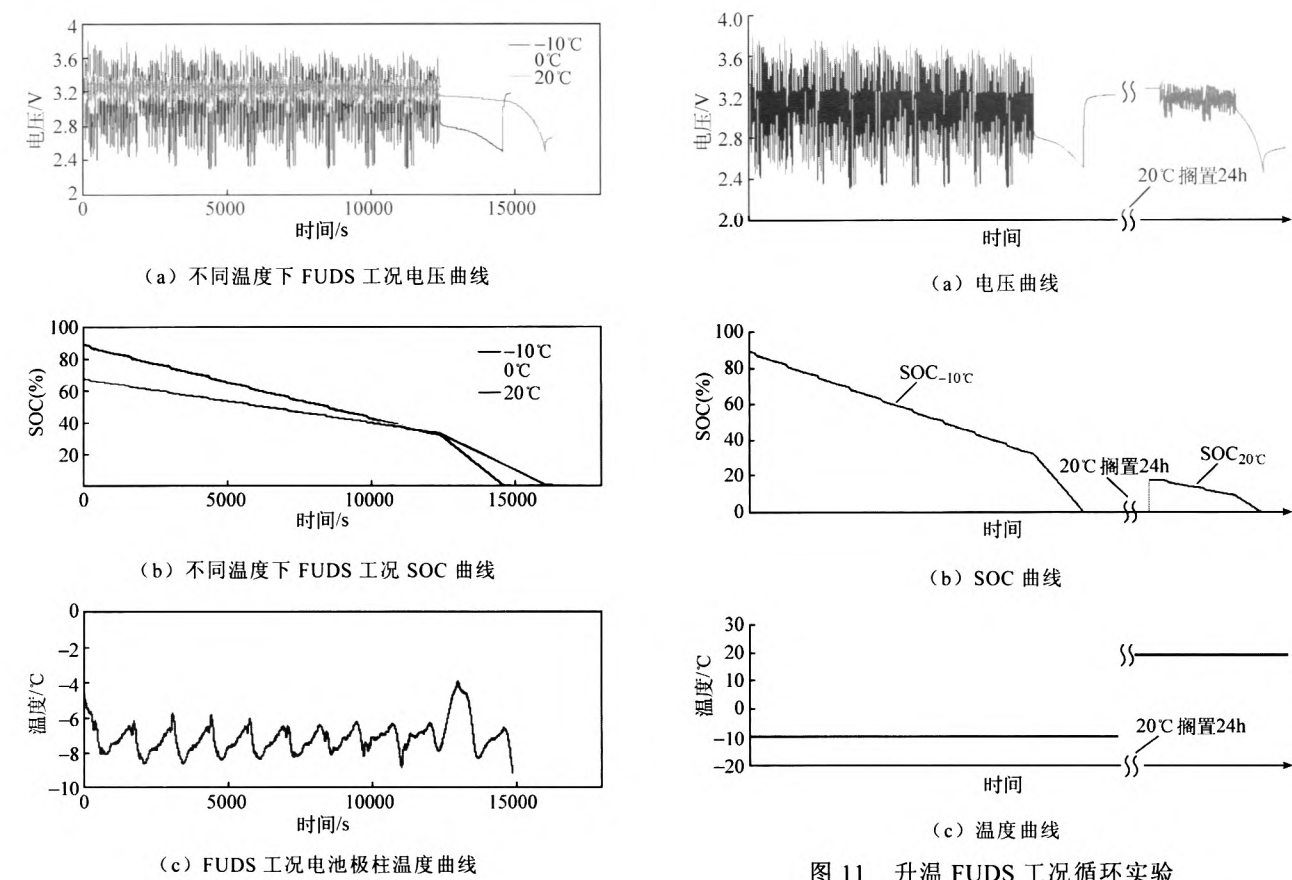 4
3.6
3.2
2.8
2.4
2
电压/V
-10℃
0℃
20℃
0 5000 10000 15000
时间/s
（a）不同温度下 FUDS 工况电压曲线
100
80
60
40
20
SOC(%)
-10℃
0℃
20℃
0 5000 10000 15000
时间/s
（b）不同温度下 FUDS 工况 SOC 曲线
0
-2
-4
-6
-8
-10
温度/℃
0 5000 10000 15000
时间/s
（c）FUDS 工况电池极柱温度曲线
4.0
3.6
3.2
2.8
2.4
2.0
电压/V
20℃ 搁置24h
时间
（a）电压曲线
100
80
60
40
20
0
SOC(%)
SOC-10℃
20℃ 搁置24h
SOC20℃
时间
（b）SOC 曲线
30
20
10
0
-10
-20
温度/℃
20℃ 搁置24h
时间
（c）温度曲线
图 11 升温 FUDS 工况循环实验